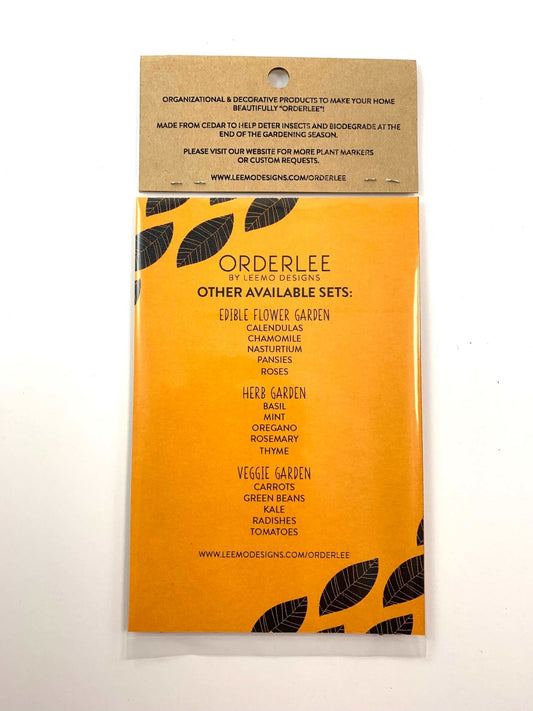 ORGANIZATIONAL & DECORATIVE PRODUCTS TO MAKE YOUR HOME
BEAUTIFULLY "ORDERLEE"!
MADE FROM CEDAR TO HELP DETER INSECTS AND BIODEGRADE AT THE
END OF THE GARDENING SEASON.
PLEASE VISIT OUR WEBSITE FOR MORE PLANT MARKERS
OR CUSTOM REQUESTS.
WWW.LEEMODESIGNS.COM/ORDERLEE
ORDERLEE
BY LEEMO DESIGNS
OTHER AVAILABLE SETS:
EDIBLE FLOWER GARDEN
CALENDULAS
CHAMOMILE
NASTURTIUM
PANSIES
ROSES
HERB GARDEN
BASIL
MINT
OREGANO
ROSEMARY
THYME
VEGGIE GARDEN
CARROTS
GREEN BEANS
KALE
RADISHES
TOMATOES
WWW.LEEMODESIGNS.COM/ORDERLEE